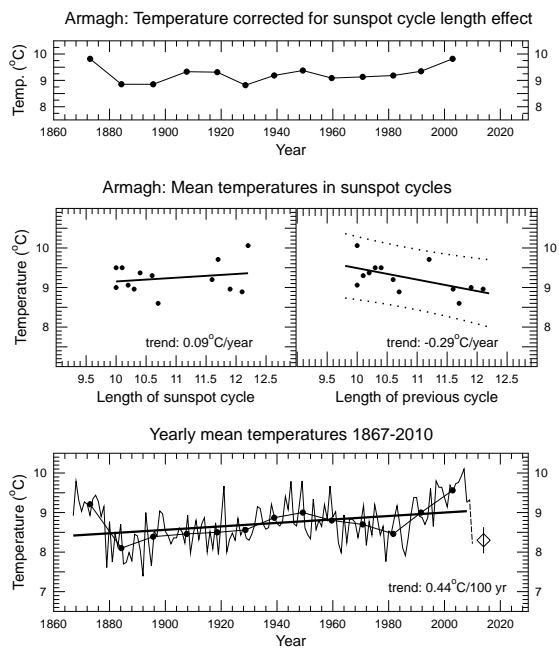 Armagh: Temperature corrected for sunspot cycle length effect
Temp. (°C)
10
9
8
10
9
8
1860 1880 1900 1920 1940 1960 1980 2000 2020
Year
Armagh: Mean temperatures in sunspot cycles
Temperature (°C)
10
9
8
10
9
8
trend: 0.09°C/year
trend: -0.29°C/year
9.5 10 10.5 11 11.5 12 12.5
9.5 10 10.5 11 11.5 12 12.5
Length of sunspot cycle
Length of previous cycle
Yearly mean temperatures 1867-2010
Temperature (°C)
10
9
8
7
10
9
8
7
trend: 0.44°C/100 yr
1860 1880 1900 1920 1940 1960 1980 2000 2020
Year